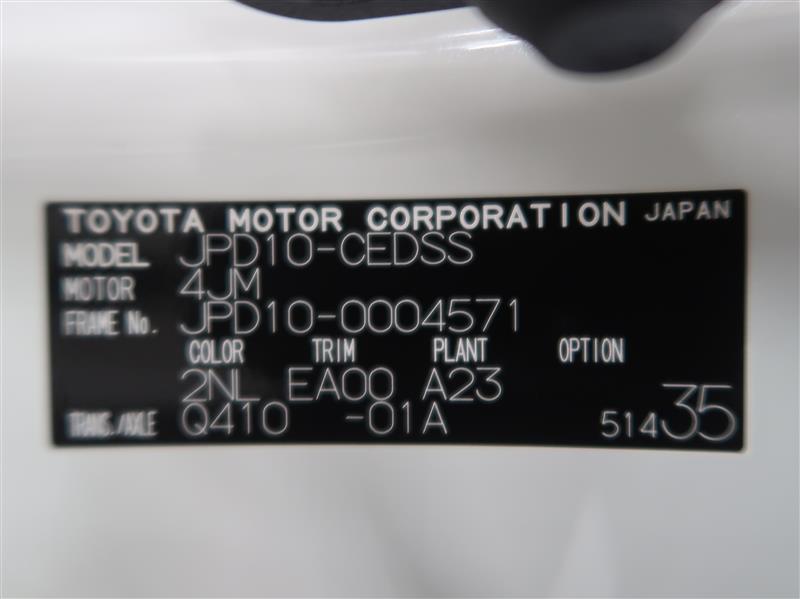 TOYOTA MOTOR CORPORATION JAPAN
MODEL JPD10-CEDSS
MOTOR 4JM
FRAME No. JPD10-0004571
COLOR TRIM PLANT OPTION
2NL EA00 A23
TRANS./AXLE Q410 -01A 51435